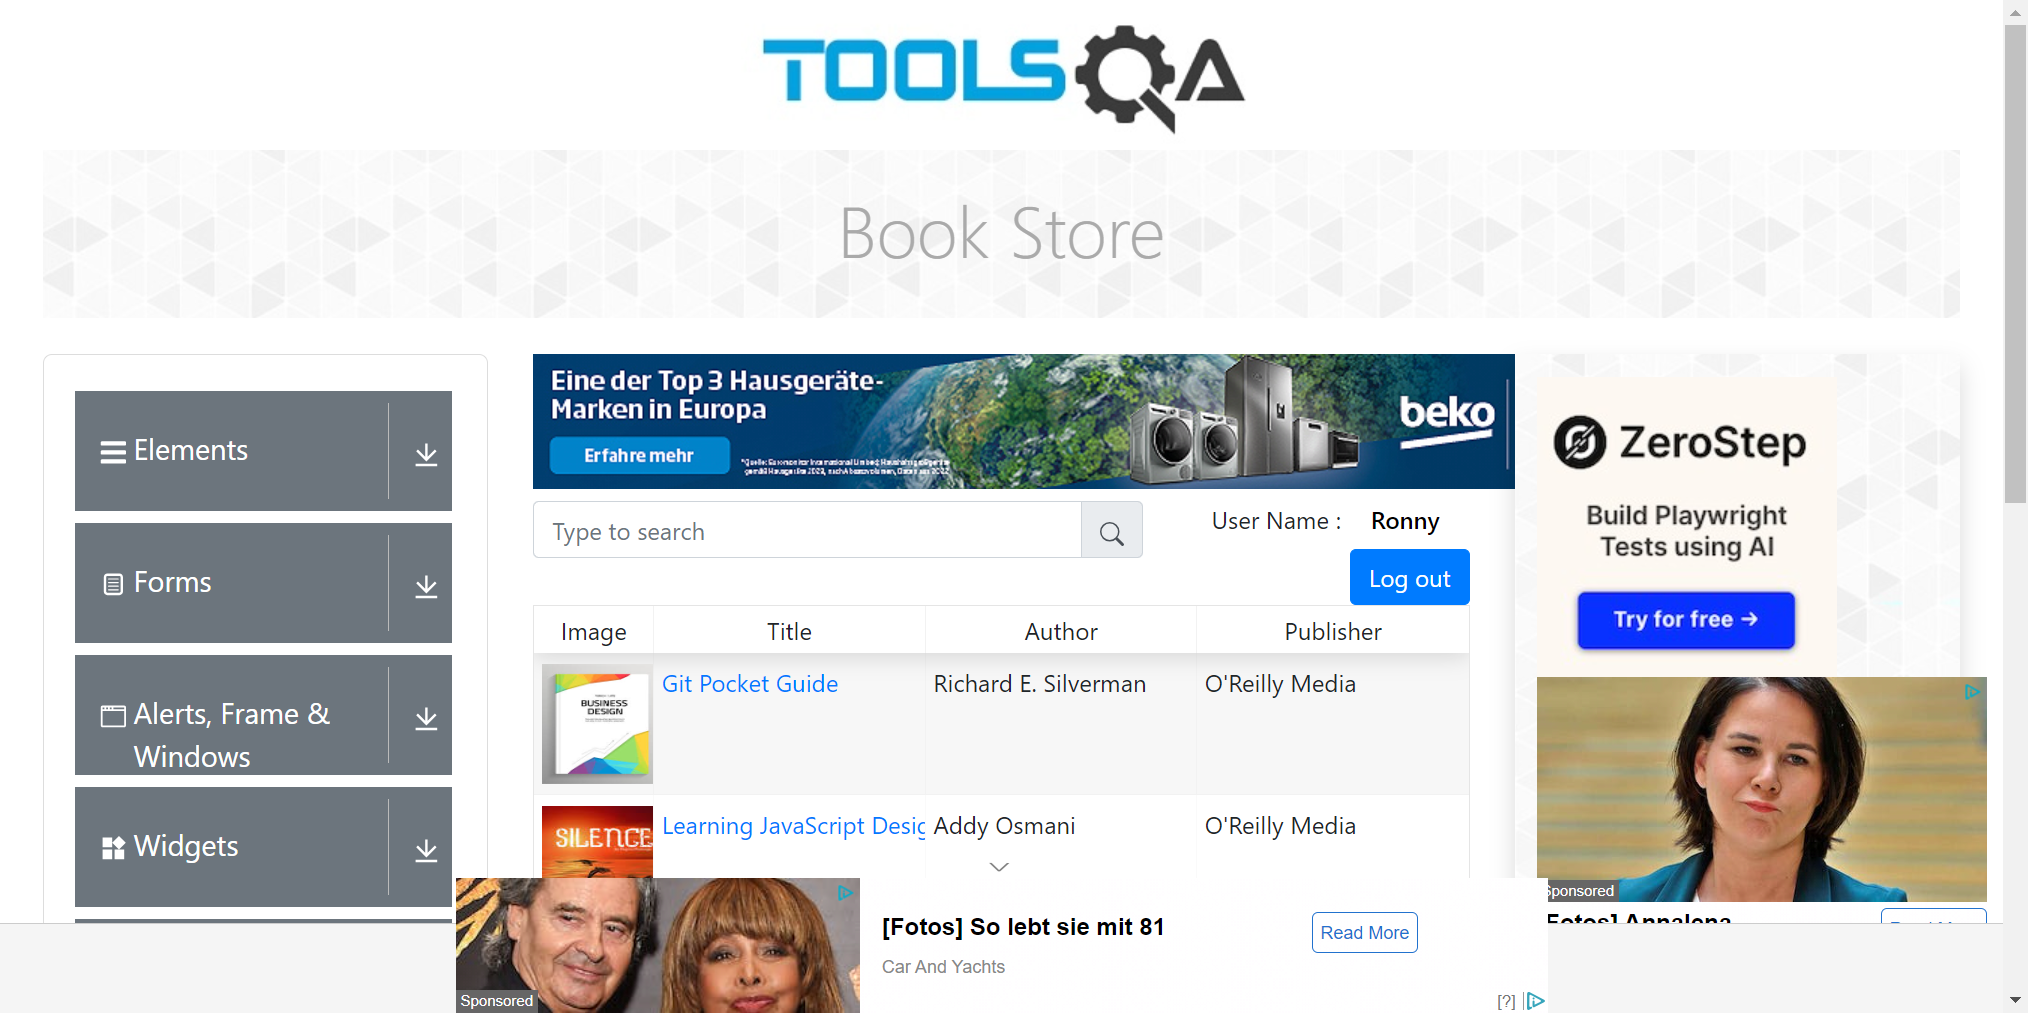 TOOLSQA
Book Store
Elements
Forms
Alerts, Frame &
Windows
Widgets
Eine der Top 3 Hausgeräte-
Marken in Europa
Erfahre mehr
beko
Type to search
User Name :
Ronny
Log out
Image
Title
Author
Publisher
BUSINESS
DESIGN
Git Pocket Guide
Richard E. Silverman
O'Reilly Media
SILENCE
Learning JavaScript Desig
Addy Osmani
O'Reilly Media
ZeroStep
Build Playwright
Tests using AI
Try for free →
Sponsored
[Fotos] Annalena
Read More
Sponsored
[Fotos] So lebt sie mit 81
Car And Yachts
Read More
[?]